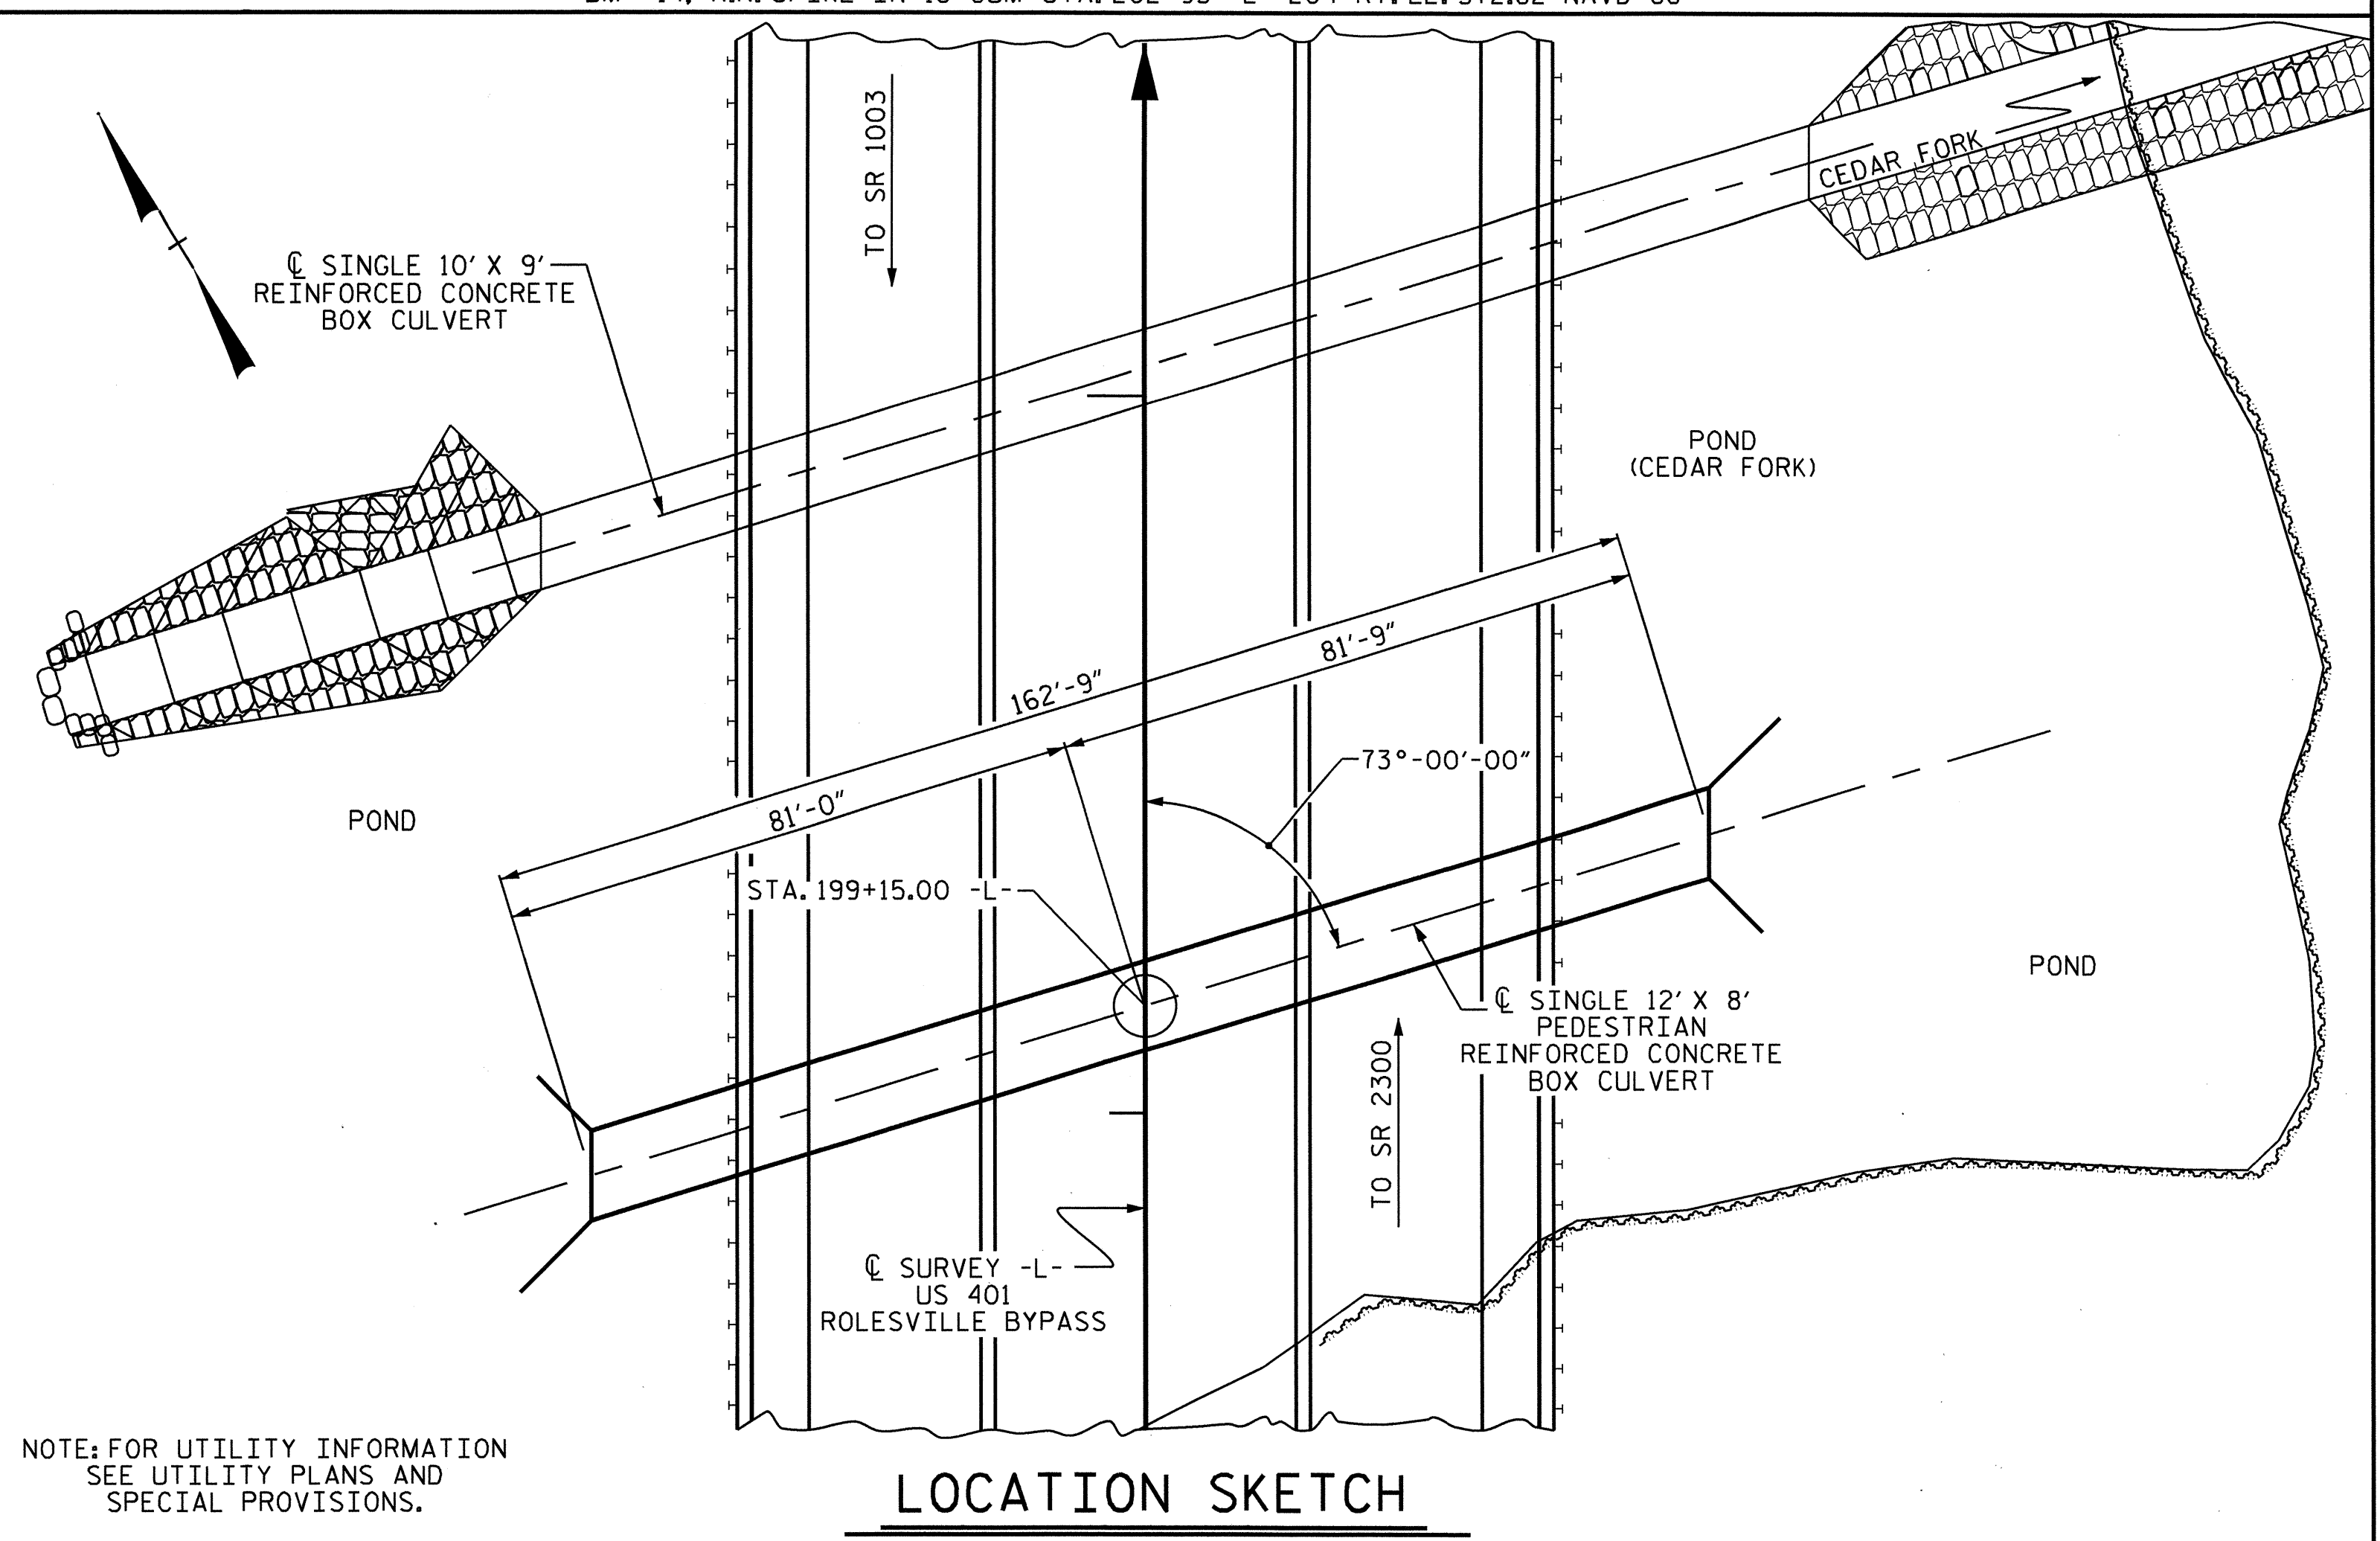 TO SR 1003
CEDAR FORK
℄ SINGLE 10' X 9'
REINFORCED CONCRETE
BOX CULVERT
POND
(CEDAR FORK)
81'-9"
162'-9"
73°-00'-00"
81'-0"
POND
STA. 199+15.00 -L-
POND
℄ SINGLE 12' X 8'
PEDESTRIAN
REINFORCED CONCRETE
BOX CULVERT
TO SR 2300
℄ SURVEY -L-
US 401
ROLESVILLE BYPASS
NOTE: FOR UTILITY INFORMATION
SEE UTILITY PLANS AND
SPECIAL PROVISIONS.
LOCATION SKETCH